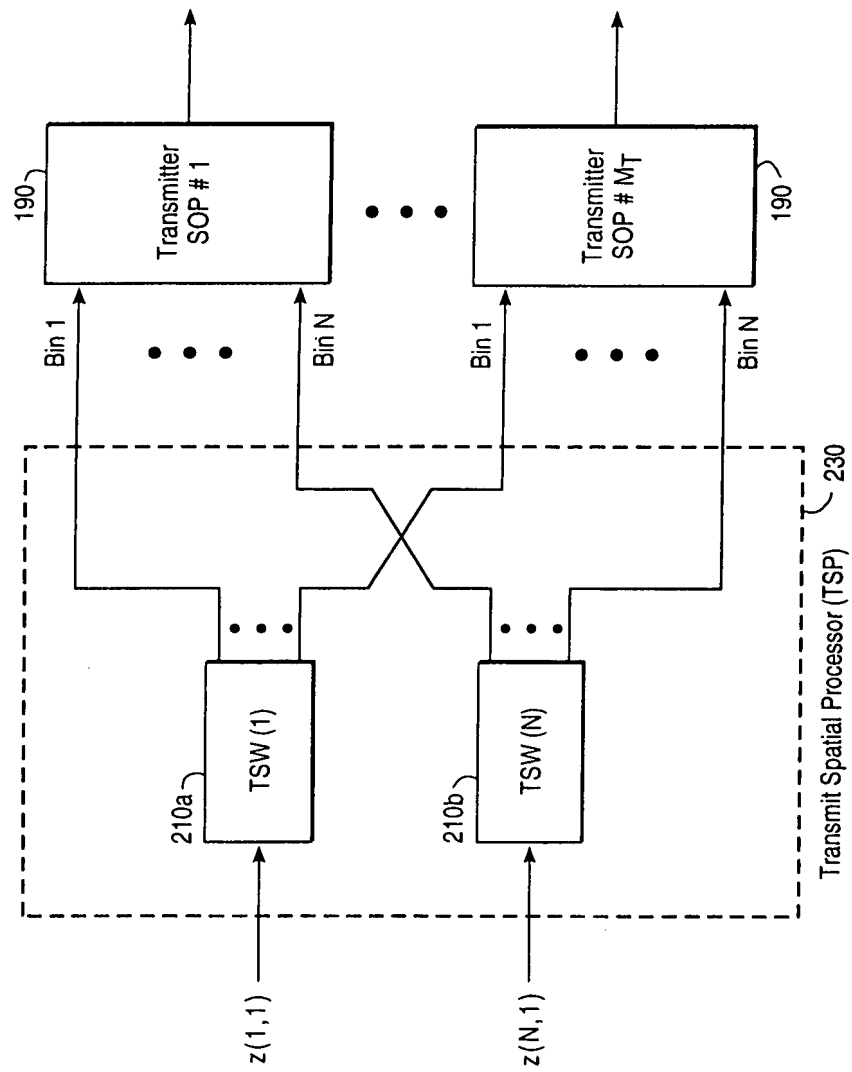 190
Transmitter
SOP # 1
Bin 1
Bin N
Transmitter
SOP # MT
190
Bin 1
Bin N
210a
TSW (1)
210b
TSW (N)
z(1,1)
z(N,1)
230
Transmit Spatial Processor (TSP)